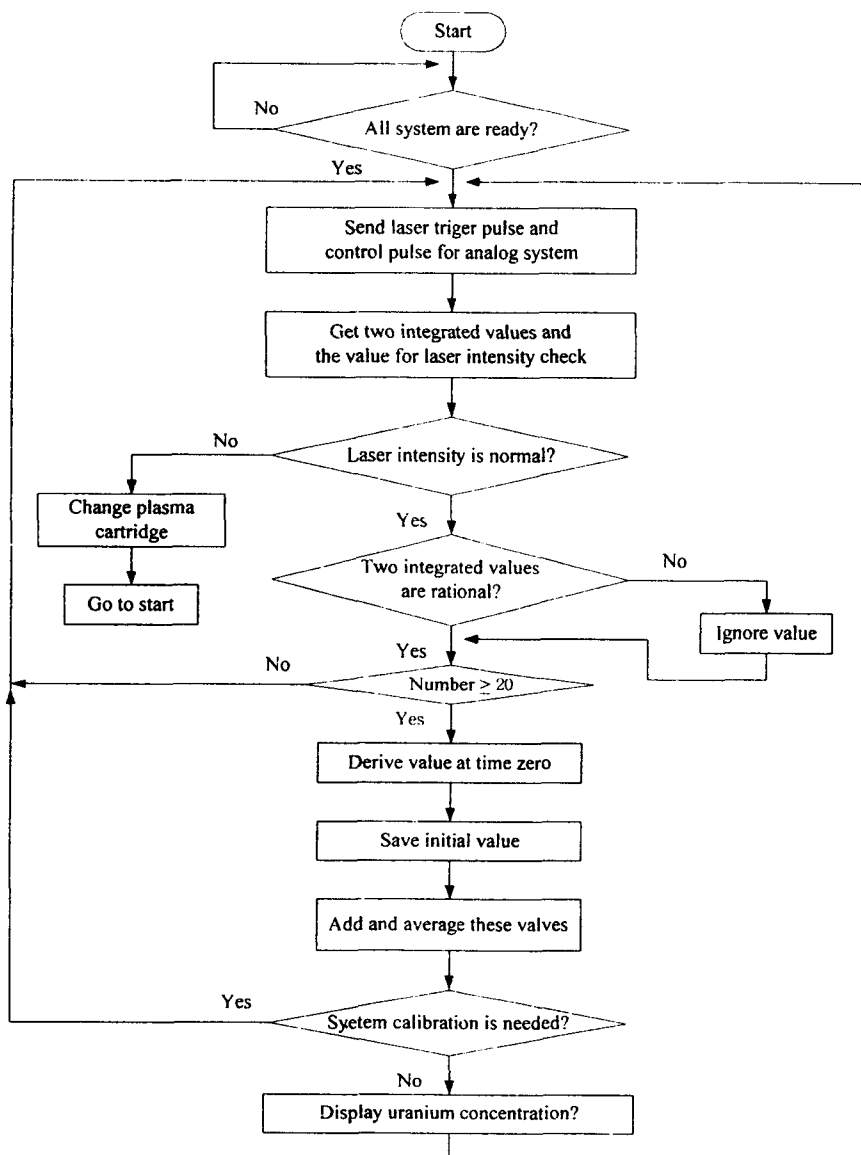 Start
No
All system are ready?
Yes
Send laser triger pulse and
control pulse for analog system
Get two integrated values and
the value for laser intensity check
No
Laser intensity is normal?
Change plasma
cartridge
Yes
Two integrated values
are rational?
No
Go to start
Ignore value
Yes
No
Number ≥ 20
Yes
Derive value at time zero
Save initial value
Add and average these valves
Yes
Syetem calibration is needed?
No
Display uranium concentration?